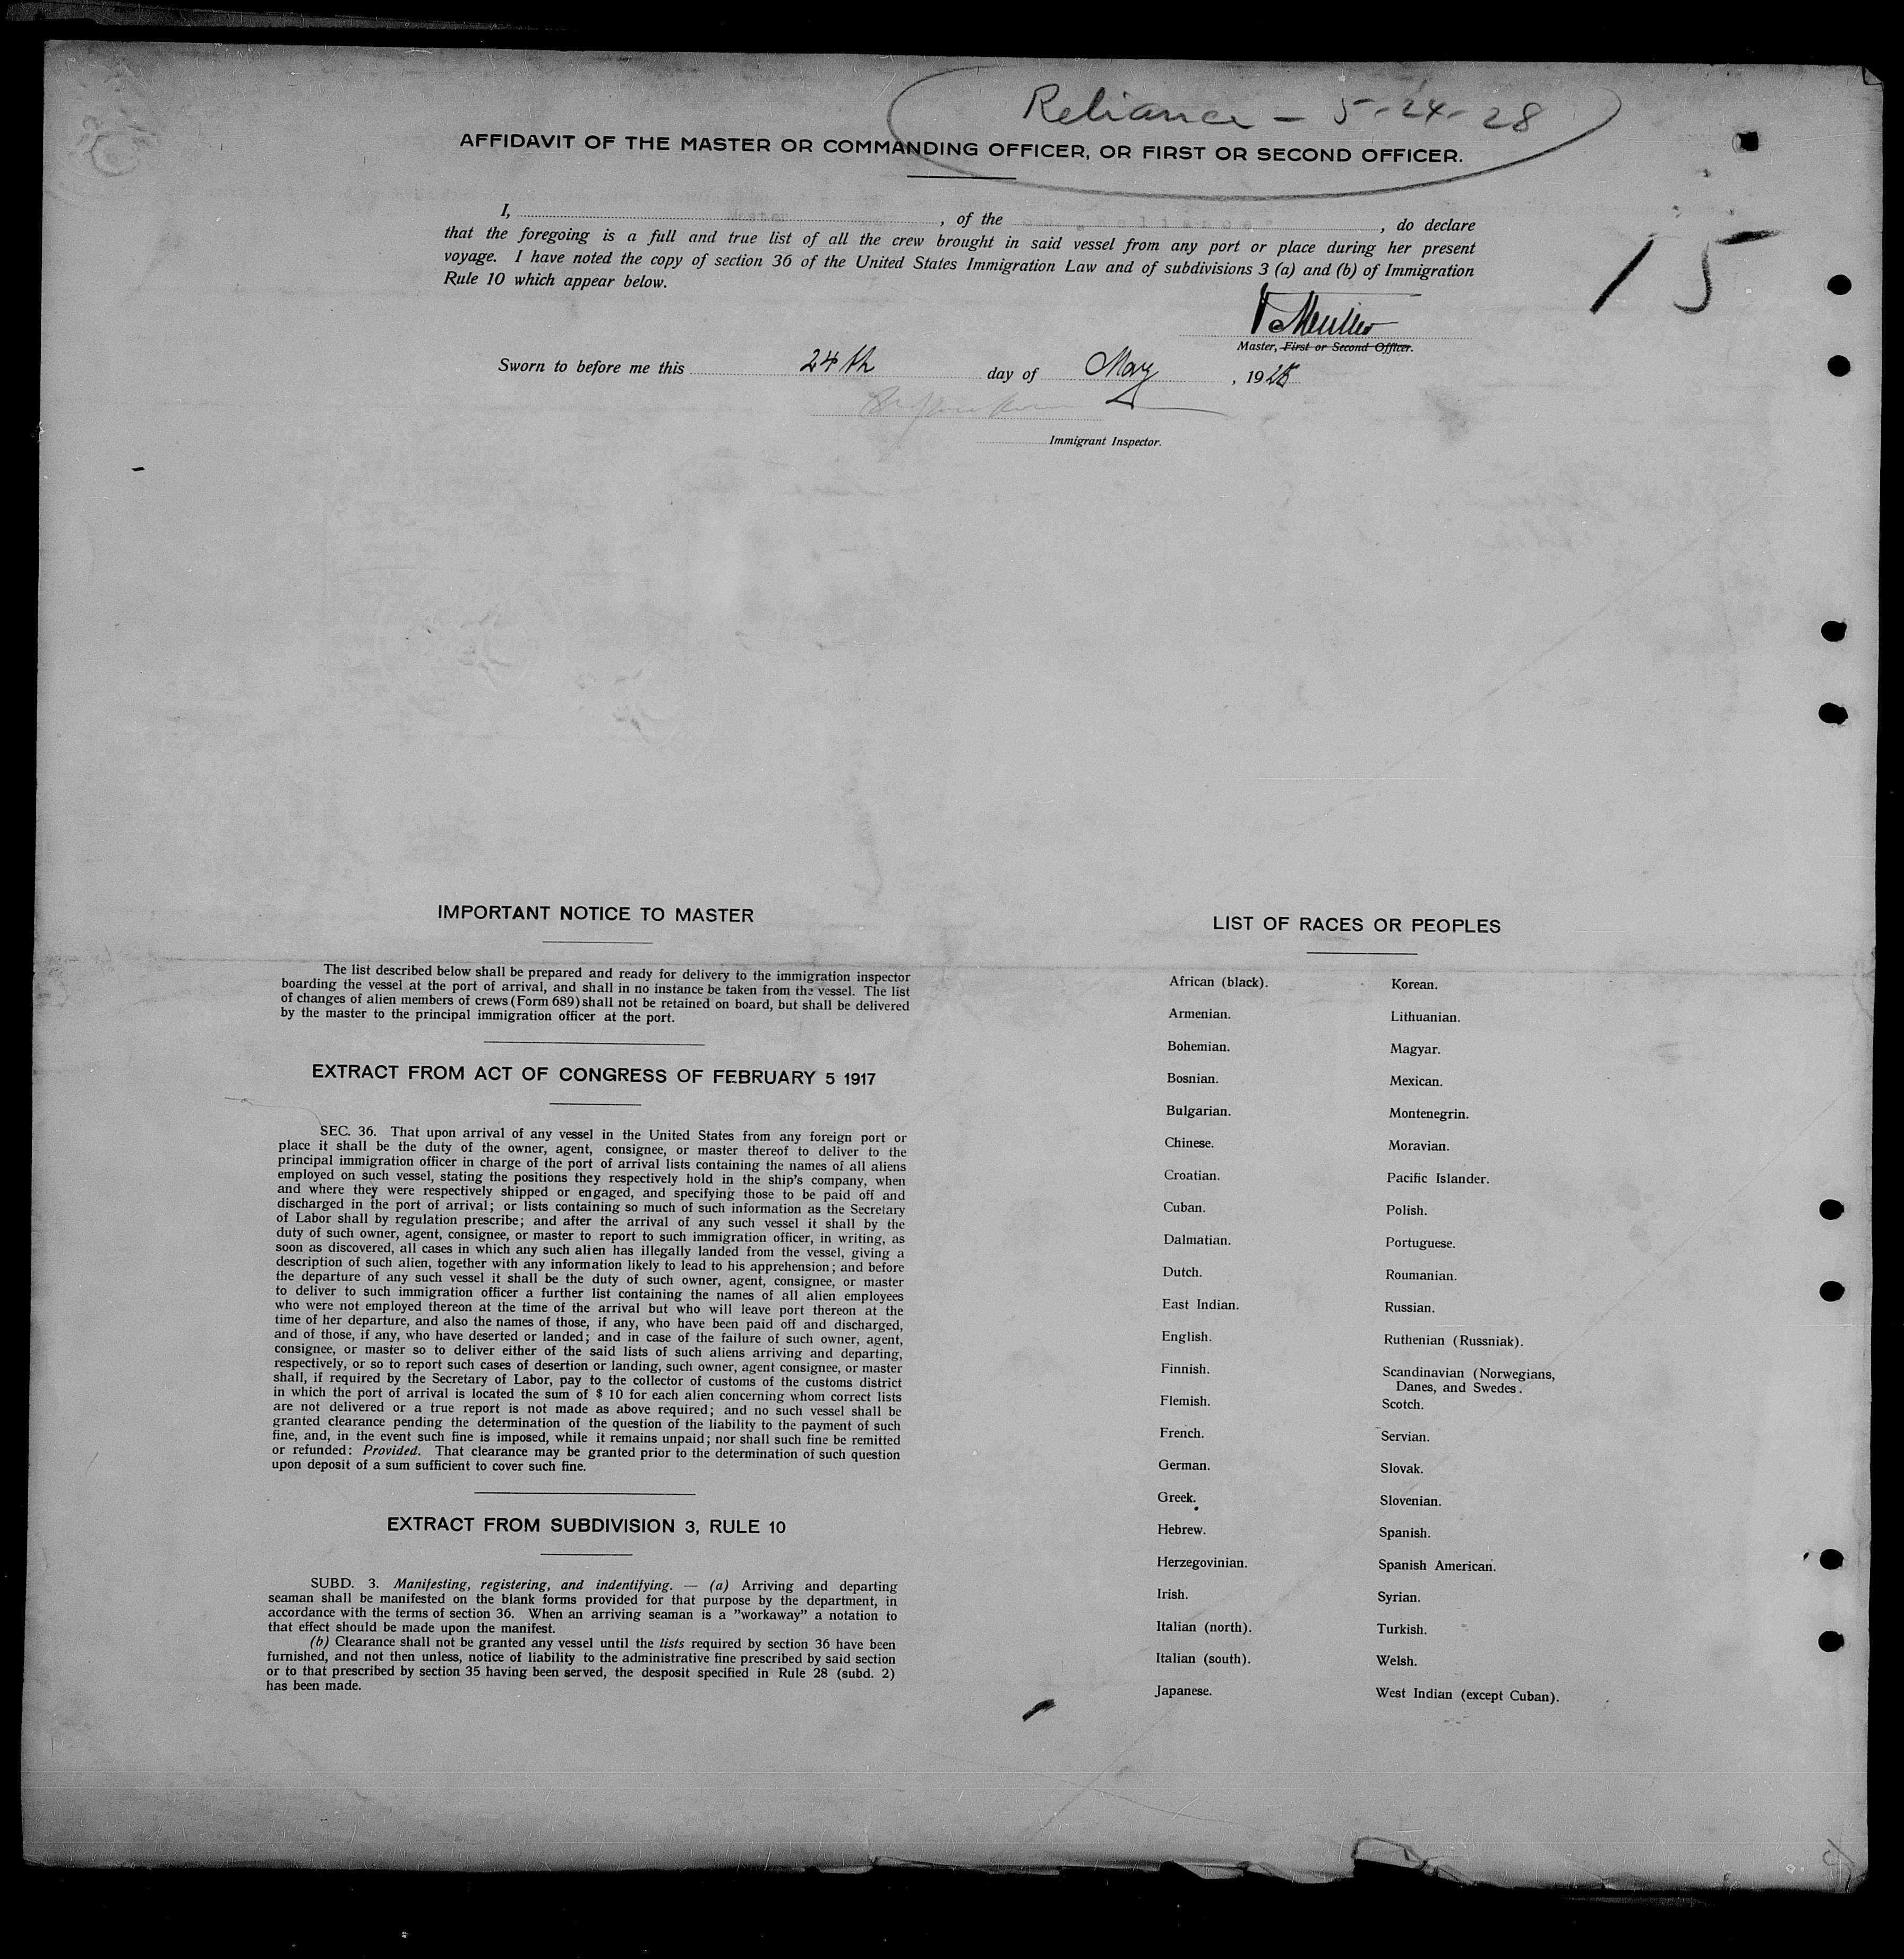 Reliance - 5-24-28
AFFIDAVIT OF THE MASTER OR COMMANDING OFFICER, OR FIRST OR SECOND OFFICER.
I, Master, of the Reliance, do declare
that the foregoing is a full and true list of all the crew brought in said vessel from any port or place during her present
voyage. I have noted the copy of section 36 of the United States Immigration Law and of subdivisions 3 (a) and (b) of Immigration
Rule 10 which appear below.
15
Master, First or Second Officer.
Sworn to before me this 24th day of May, 1928
Immigrant Inspector.
IMPORTANT NOTICE TO MASTER
The list described below shall be prepared and ready for delivery to the immigration inspector
boarding the vessel at the port of arrival, and shall in no instance be taken from the vessel. The list
of changes of alien members of crews (Form 689) shall not be retained on board, but shall be delivered
by the master to the principal immigration officer at the port.
EXTRACT FROM ACT OF CONGRESS OF FEBRUARY 5 1917
SEC. 36. That upon arrival of any vessel in the United States from any foreign port or
place it shall be the duty of the owner, agent, consignee, or master thereof to deliver to the
principal immigration officer in charge of the port of arrival lists containing the names of all aliens
employed on such vessel, stating the positions they respectively hold in the ship's company, when
and where they were respectively shipped or engaged, and specifying those to be paid off and
discharged in the port of arrival; or lists containing so much of such information as the Secretary
of Labor shall by regulation prescribe; and after the arrival of any such vessel it shall by the
duty of such owner, agent, consignee, or master to report to such immigration officer, in writing, as
soon as discovered, all cases in which any such alien has illegally landed from the vessel, giving a
description of such alien, together with any information likely to lead to his apprehension; and before
the departure of any such vessel it shall be the duty of such owner, agent, consignee, or master
to deliver to such immigration officer a further list containing the names of all alien employees
who were not employed thereon at the time of the arrival but who will leave port thereon at the
time of her departure, and also the names of those, if any, who have been paid off and discharged,
and of those, if any, who have deserted or landed; and in case of the failure of such owner, agent,
consignee, or master so to deliver either of the said lists of such aliens arriving and departing,
respectively, or so to report such cases of desertion or landing, such owner, agent consignee, or master
shall, if required by the Secretary of Labor, pay to the collector of customs of the customs district
in which the port of arrival is located the sum of $ 10 for each alien concerning whom correct lists
are not delivered or a true report is not made as above required; and no such vessel shall be
granted clearance pending the determination of the question of the liability to the payment of such
fine, and, in the event such fine is imposed, while it remains unpaid; nor shall such fine be remitted
or refunded: Provided. That clearance may be granted prior to the determination of such question
upon deposit of a sum sufficient to cover such fine.
EXTRACT FROM SUBDIVISION 3, RULE 10
SUBD. 3. Manifesting, registering, and indentifying. — (a) Arriving and departing
seaman shall be manifested on the blank forms provided for that purpose by the department, in
accordance with the terms of section 36. When an arriving seaman is a "workaway" a notation to
that effect should be made upon the manifest.
(b) Clearance shall not be granted any vessel until the lists required by section 36 have been
furnished, and not then unless, notice of liability to the administrative fine prescribed by said section
or to that prescribed by section 35 having been served, the desposit specified in Rule 28 (subd. 2)
has been made.
LIST OF RACES OR PEOPLES
African (black).
Armenian.
Bohemian.
Bosnian.
Bulgarian.
Chinese.
Croatian.
Cuban.
Dalmatian.
Dutch.
East Indian.
English.
Finnish.
Flemish.
French.
German.
Greek.
Hebrew.
Herzegovinian.
Irish.
Italian (north).
Italian (south).
Japanese.
Korean.
Lithuanian.
Magyar.
Mexican.
Montenegrin.
Moravian.
Pacific Islander.
Polish.
Portuguese.
Roumanian.
Russian.
Ruthenian (Russniak).
Scandinavian (Norwegians,
Danes, and Swedes.
Scotch.
Servian.
Slovak.
Slovenian.
Spanish.
Spanish American.
Syrian.
Turkish.
Welsh.
West Indian (except Cuban).